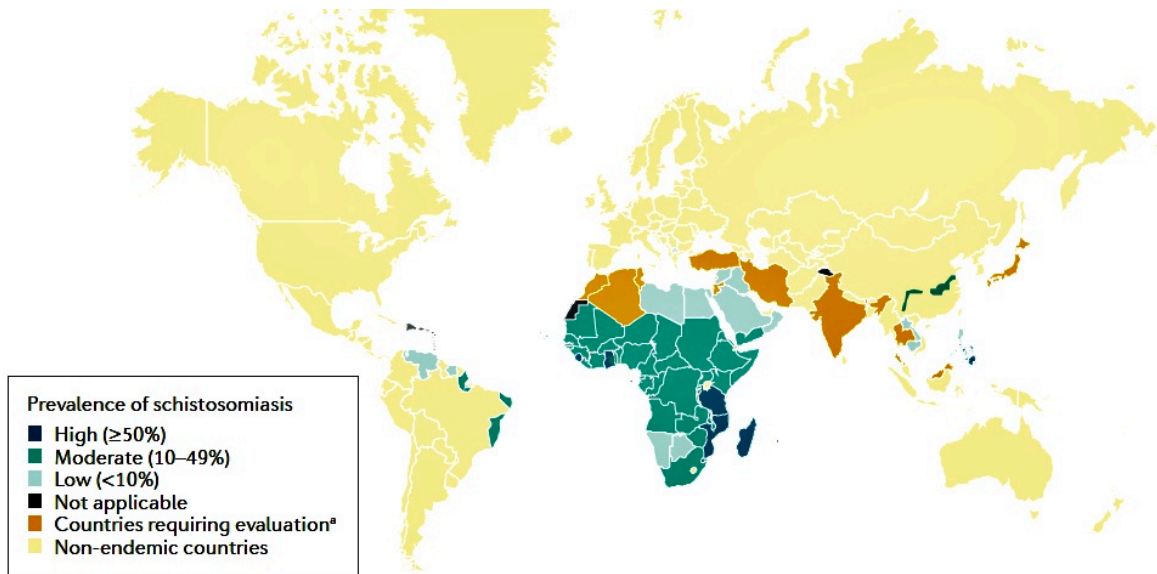 Prevalence of schistosomiasis
High (≥50%)
Moderate (10–49%)
Low (<10%)
Not applicable
Countries requiring evaluationᵃ
Non-endemic countries